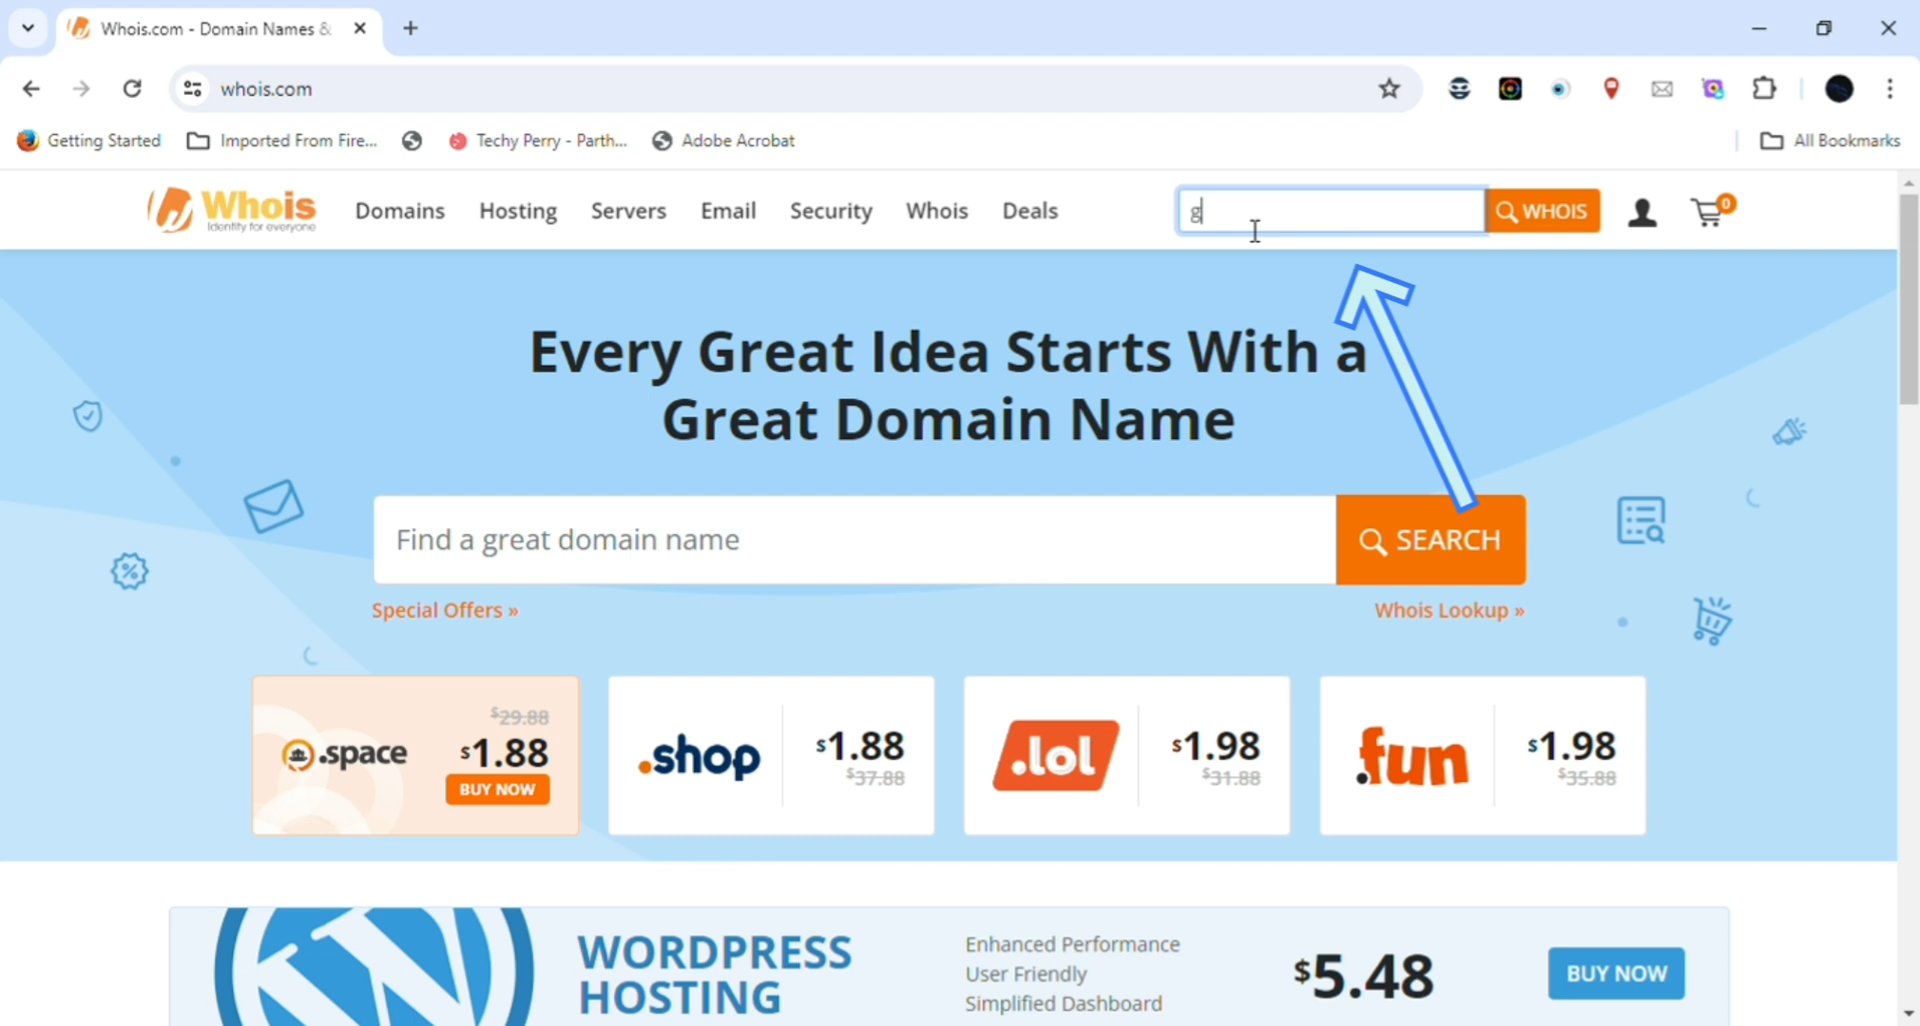 Whois.com - Domain Names &
whois.com
Getting Started
Imported From Fire...
Techy Perry - Parth...
Adobe Acrobat
All Bookmarks
Whois
Identity for everyone
Domains
Hosting
Servers
Email
Security
Whois
Deals
g
WHOIS
0
Every Great Idea Starts With a
Great Domain Name
Find a great domain name
SEARCH
Special Offers »
Whois Lookup »
.space
$29.88
$1.88
BUY NOW
.shop
$1.88
$37.88
.lol
$1.98
$31.88
.fun
$1.98
$35.88
WORDPRESS
HOSTING
Enhanced Performance
User Friendly
Simplified Dashboard
$5.48
BUY NOW